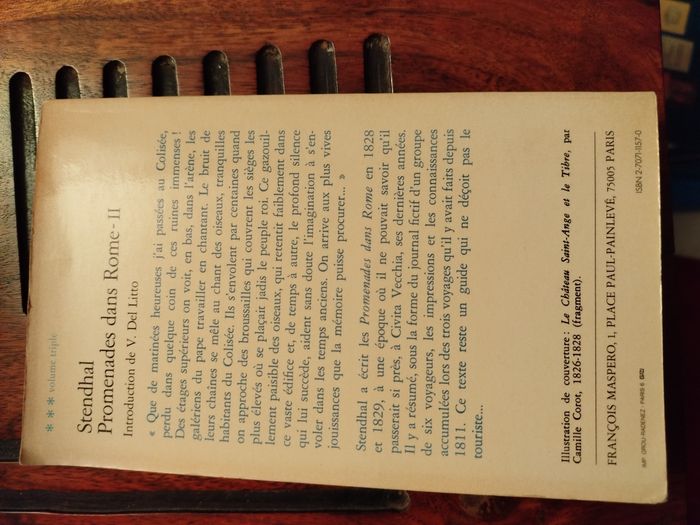 *** volume triple
Stendhal
Promenades dans Rome - II
Introduction de V. Del Litto
« Que de matinées heureuses j'ai passées au Colisée,
perdu dans quelque coin de ces ruines immenses !
Des étages supérieurs on voit, en bas, dans l'arène, les
galériens du pape travailler en chantant. Le bruit de
leurs chaînes se mêle au chant des oiseaux, tranquilles
habitants du Colisée. Ils s'envolent par centaines quand
on approche des broussailles qui couvrent les sièges les
plus élevés où se plaçait jadis le peuple roi. Ce gazouil-
lement paisible des oiseaux, qui retentit faiblement dans
ce vaste édifice et, de temps à autre, le profond silence
qui lui succède, aident sans doute l'imagination à s'en-
voler dans les temps anciens. On arrive aux plus vives
jouissances que la mémoire puisse procurer... »
Stendhal a écrit les Promenades dans Rome en 1828
et 1829, à une époque où il ne pouvait savoir qu'il
passerait si près, à Civita Vecchia, ses dernières années.
Il y a résumé, sous la forme du journal fictif d'un groupe
de six voyageurs, les impressions et les connaissances
accumulées lors des trois voyages qu'il y avait faits depuis
1811. Ce texte reste un guide qui ne déçoit pas le
touriste...
Illustration de couverture : Le Château Saint-Ange et le Tibre, par
Camille Corot, 1826-1828 (fragment).
FRANÇOIS MASPERO, 1, PLACE PAUL-PAINLEVÉ, 75005 PARIS
IMP. GROU-RADENEZ - PARIS 6
ISBN 2-7071-1157-0